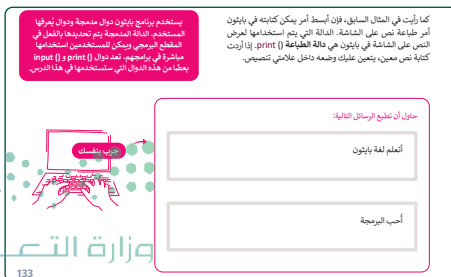 كما رأيت في المثال السابق، فإن أبسط أمر يمكن كتابته في بايثون
أمر طباعة نص على الشاشة. الدالة التي يتم استخدامها لعرض
النص على الشاشة في بايثون هي دالة الطباعة () print. إذا أردت
كتابة نص معين، يتعين عليك وضعه داخل علامتي تنصيص.
يستخدم برنامج بايثون دوال مدمجة ودوال يُعرفها
المستخدم. الدالة المدمجة يتم تحديدها بالفعل في
المقطع البرمجي ويمكن للمستخدمين استخدامها
مباشرة في برامجهم. تعد دوال () print و () input
بعضًا من هذه الدوال التي ستستخدمها في هذا الدرس.
حاول أن تطبع الرسائل التالية:
أتعلم لغة بايثون
جرب بنفسك
أحب البرمجة
وزارة التعـ
133